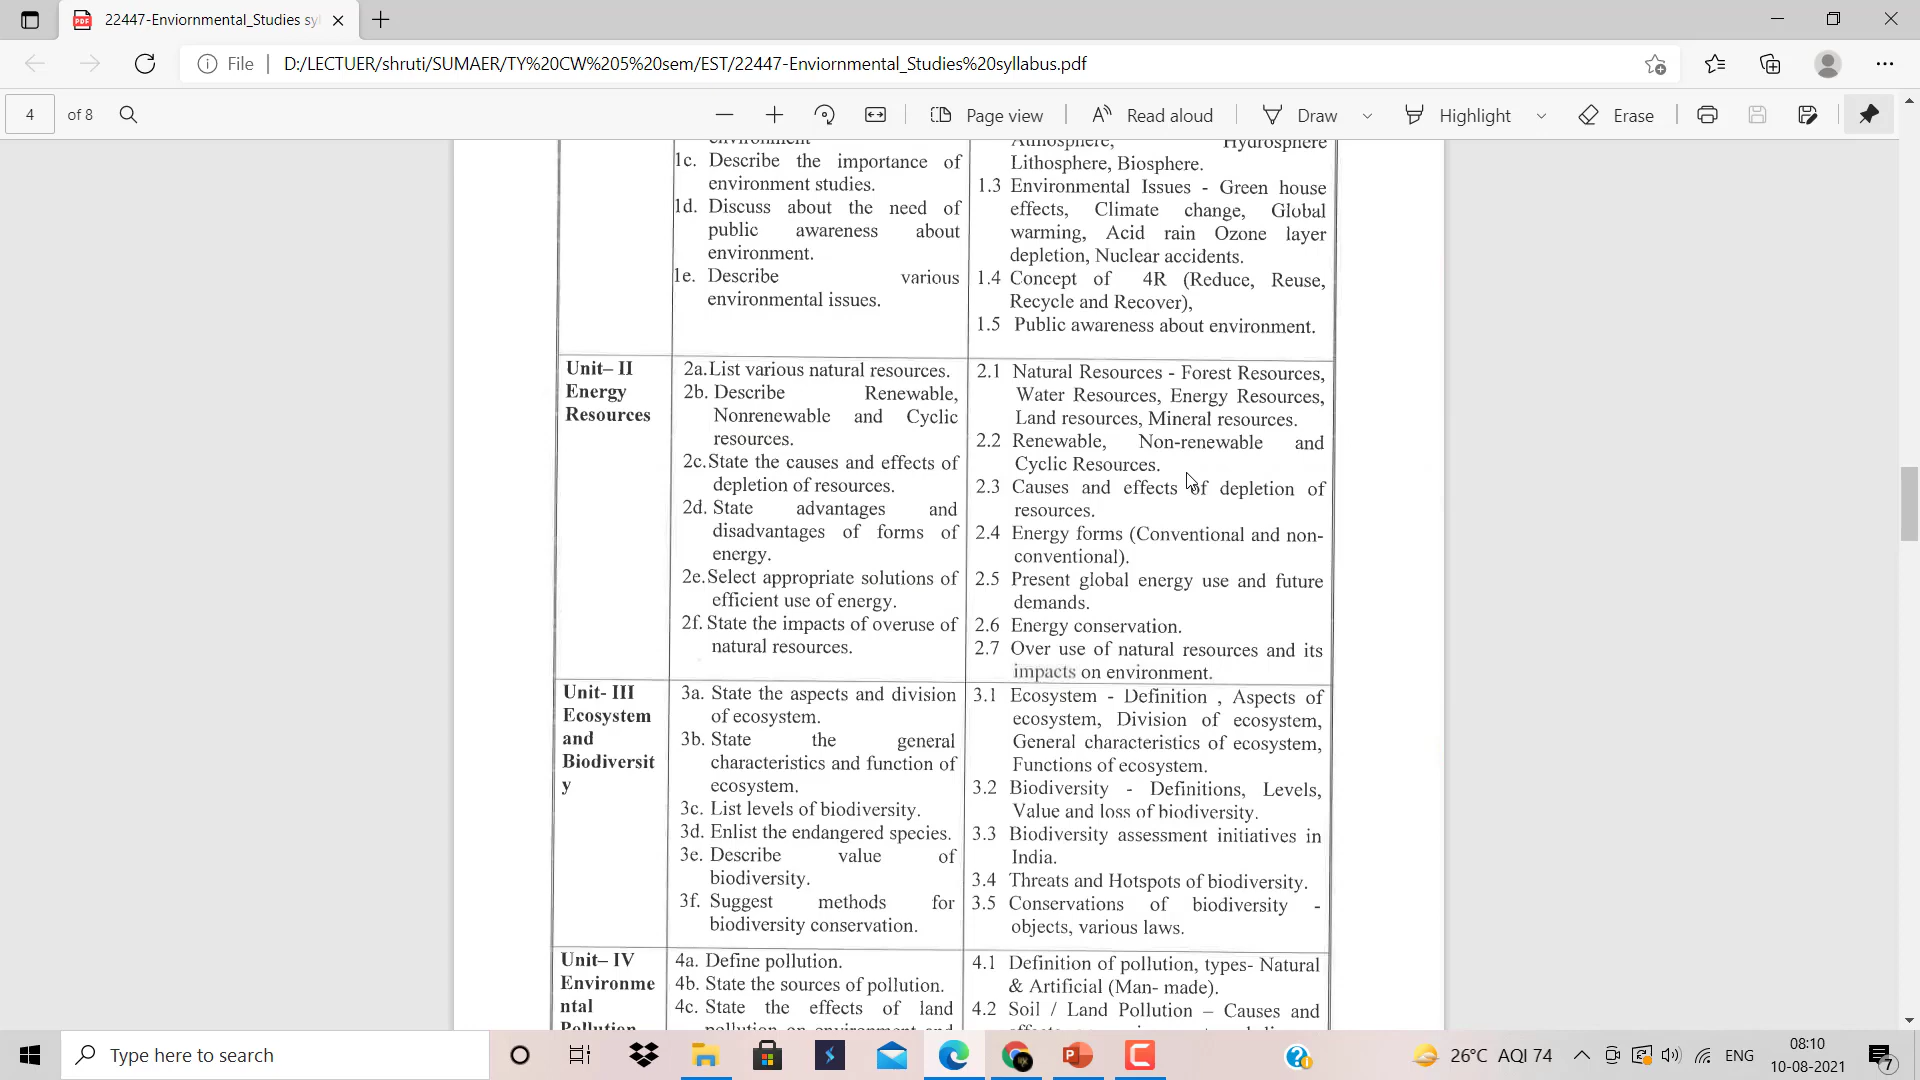 22447-Enviornmental_Studies sy
File
D:/LECTUER/shruti/SUMAER/TY%20CW%205%20sem/EST/22447-Enviornmental_Studies%20syllabus.pdf
4 of 8
Page view
Read aloud
Draw
Highlight
Erase
environment
1c. Describe the importance of
environment studies.
1d. Discuss about the need of
public awareness about
environment.
1e. Describe various
environmental issues.
Atmosphere, Hydrosphere
Lithosphere, Biosphere.
1.3 Environmental Issues - Green house
effects, Climate change, Global
warming, Acid rain Ozone layer
depletion, Nuclear accidents.
1.4 Concept of 4R (Reduce, Reuse,
Recycle and Recover),
1.5 Public awareness about environment.
Unit– II
Energy
Resources
2a.List various natural resources.
2b. Describe Renewable,
Nonrenewable and Cyclic
resources.
2c.State the causes and effects of
depletion of resources.
2d. State advantages and
disadvantages of forms of
energy.
2e.Select appropriate solutions of
efficient use of energy.
2f. State the impacts of overuse of
natural resources.
2.1 Natural Resources - Forest Resources,
Water Resources, Energy Resources,
Land resources, Mineral resources.
2.2 Renewable, Non-renewable and
Cyclic Resources.
2.3 Causes and effects of depletion of
resources.
2.4 Energy forms (Conventional and non-
conventional).
2.5 Present global energy use and future
demands.
2.6 Energy conservation.
2.7 Over use of natural resources and its
impacts on environment.
Unit- III
Ecosystem
and
Biodiversit
y
3a. State the aspects and division
of ecosystem.
3b. State the general
characteristics and function of
ecosystem.
3c. List levels of biodiversity.
3d. Enlist the endangered species.
3e. Describe value of
biodiversity.
3f. Suggest methods for
biodiversity conservation.
3.1 Ecosystem - Definition , Aspects of
ecosystem, Division of ecosystem,
General characteristics of ecosystem,
Functions of ecosystem.
3.2 Biodiversity - Definitions, Levels,
Value and loss of biodiversity.
3.3 Biodiversity assessment initiatives in
India.
3.4 Threats and Hotspots of biodiversity.
3.5 Conservations of biodiversity -
objects, various laws.
Unit– IV
Environme
ntal
Pollution
4a. Define pollution.
4b. State the sources of pollution.
4c. State the effects of land
pollution on environment and
4.1 Definition of pollution, types- Natural
& Artificial (Man- made).
4.2 Soil / Land Pollution – Causes and
Type here to search
26°C AQI 74
ENG
08:10
10-08-2021
7